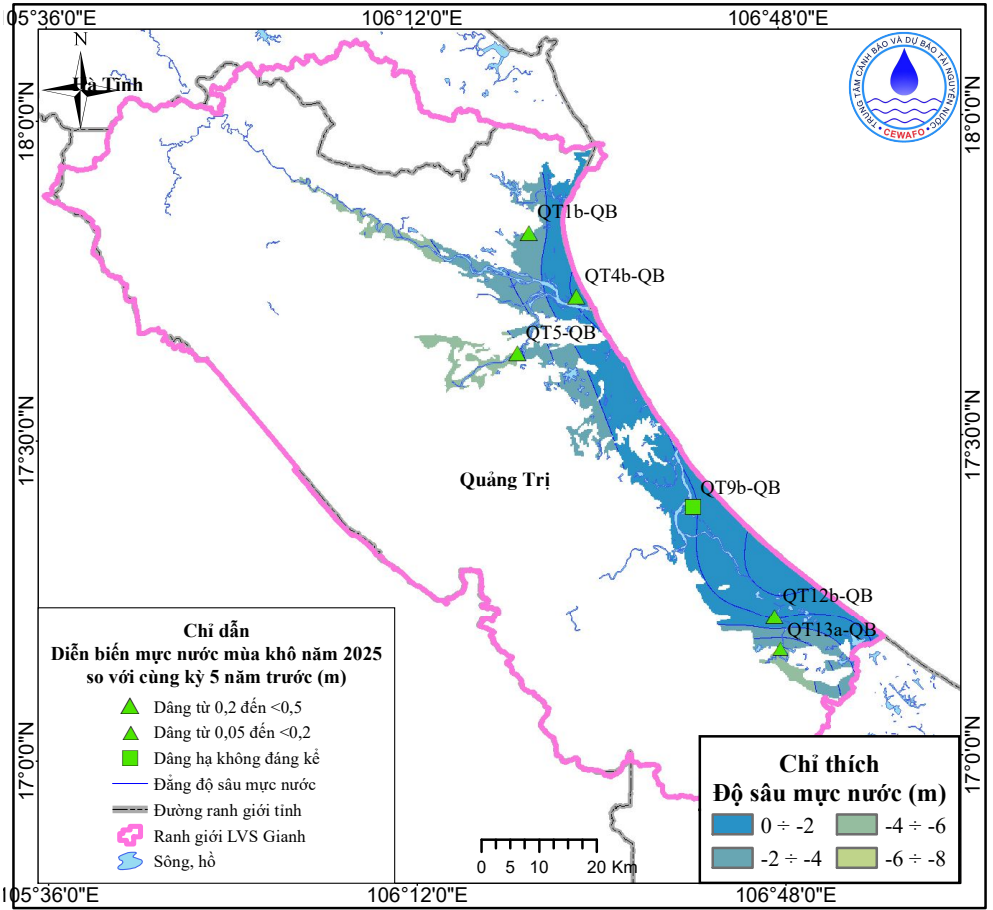 105°36'0"E
106°12'0"E
106°48'0"E
N
Hà Tĩnh
18°0'0"N
18°0'0"N
TRUNG TÂM CẢNH BÁO VÀ DỰ BÁO TÀI NGUYÊN NƯỚC
• CEWAFO •
QT1b-QB
QT4b-QB
QT5-QB
17°30'0"N
17°30'0"N
Quảng Trị
QT9b-QB
QT12b-QB
QT13a-QB
17°0'0"N
17°0'0"N
Chỉ dẫn
Diễn biến mực nước mùa khô năm 2025
so với cùng kỳ 5 năm trước (m)
Dâng từ 0,2 đến <0,5
Dâng từ 0,05 đến <0,2
Dâng hạ không đáng kể
Đẳng độ sâu mực nước
Đường ranh giới tỉnh
Ranh giới LVS Gianh
Sông, hồ
0 5 10 20 Km
Chỉ thích
Độ sâu mực nước (m)
0 ÷ -2
-4 ÷ -6
-2 ÷ -4
-6 ÷ -8
105°36'0"E
106°12'0"E
106°48'0"E